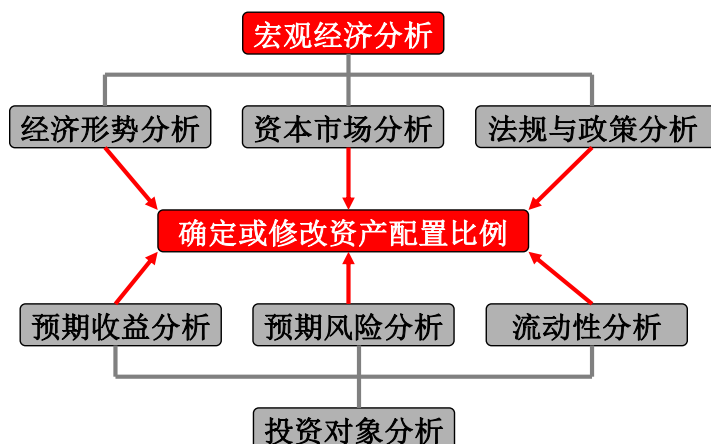 宏观经济分析
经济形势分析
资本市场分析
法规与政策分析
确定或修改资产配置比例
预期收益分析
预期风险分析
流动性分析
投资对象分析